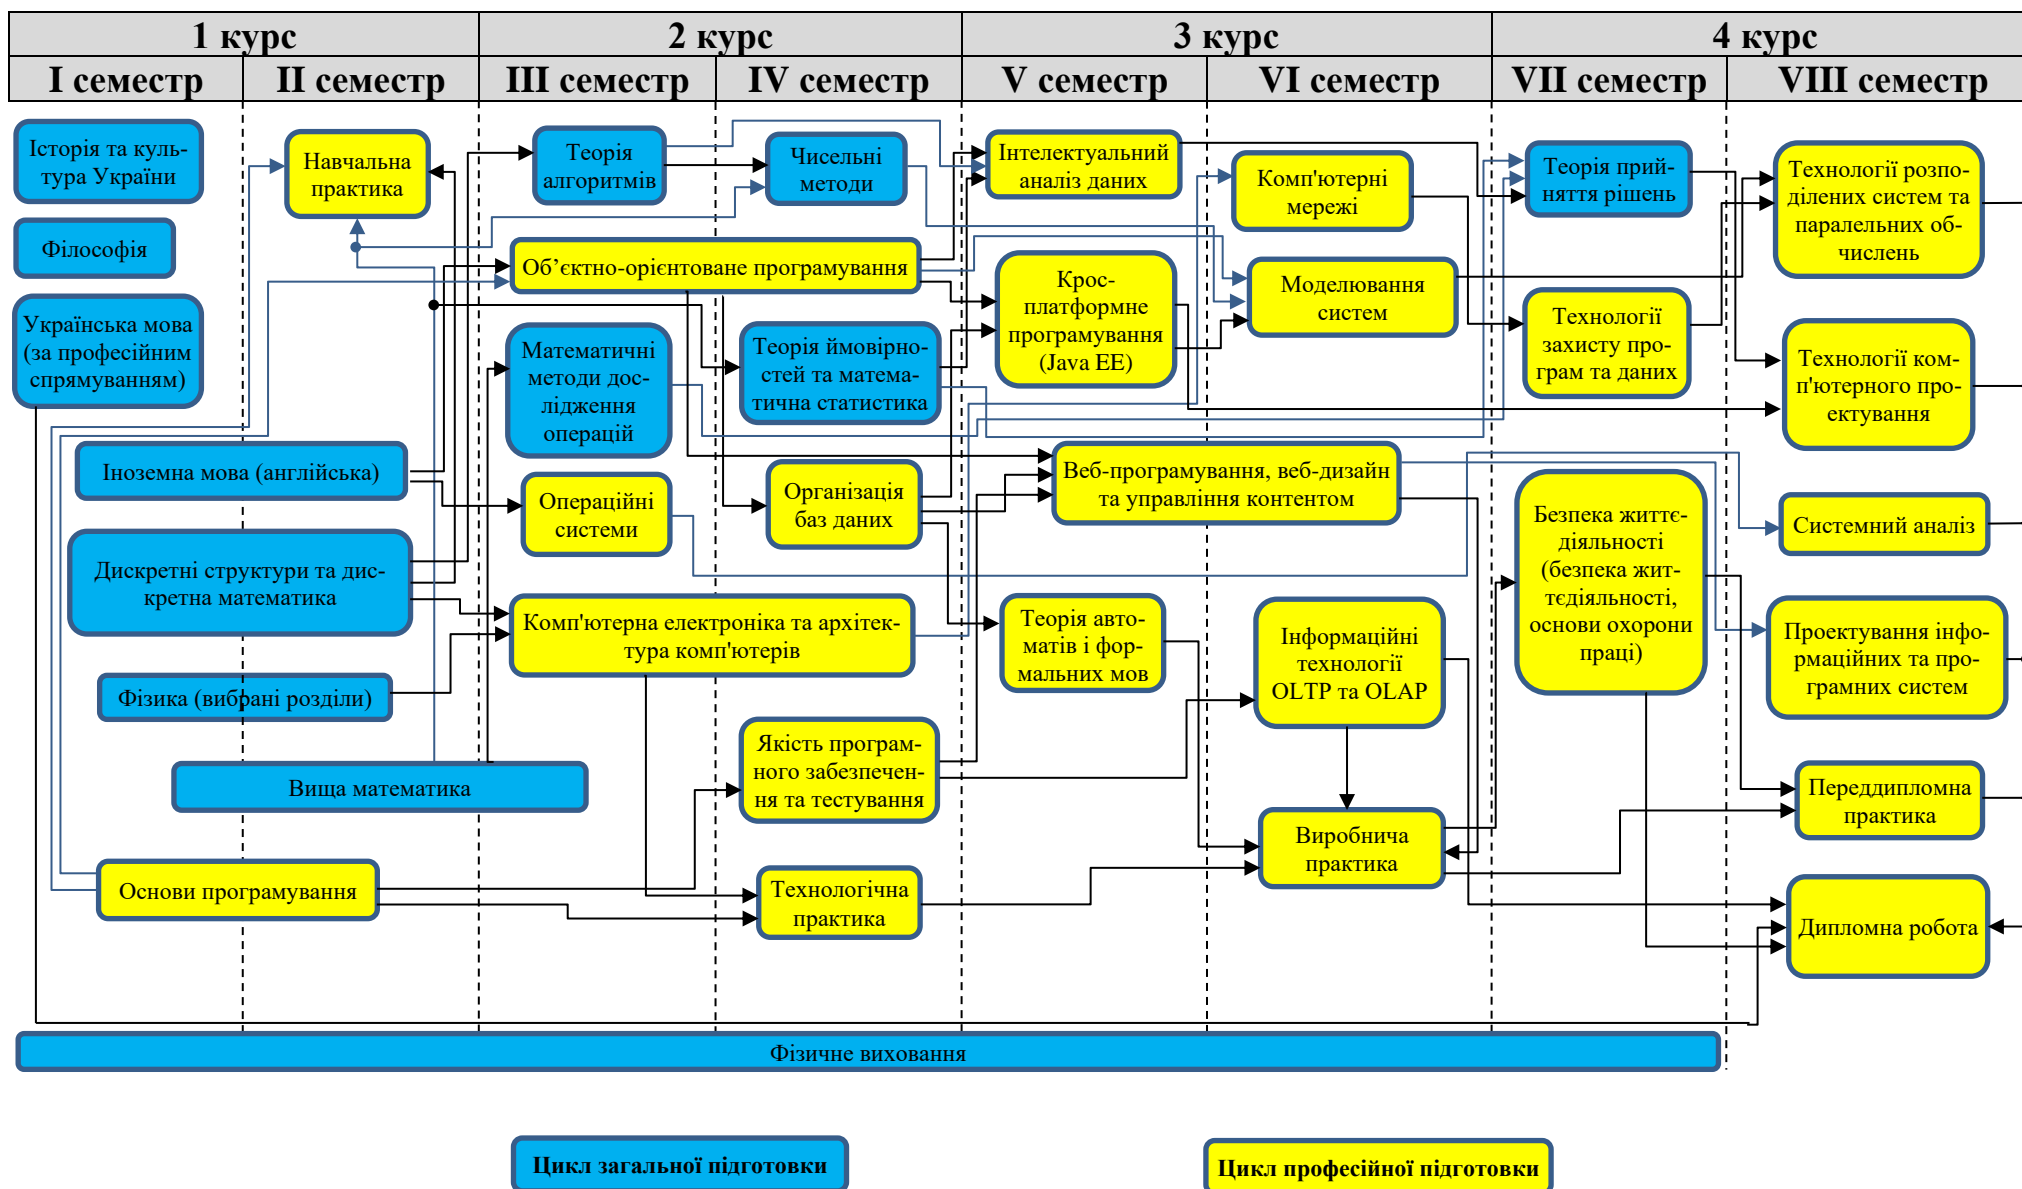 1 курс
2 курс
3 курс
4 курс
I семестр
II семестр
III семестр
IV семестр
V семестр
VI семестр
VII семестр
VIII семестр
Історія та куль-
тура України
Філософія
Українська мова
(за професійним
спрямуванням)
Навчальна
практика
Іноземна мова (англійська)
Дискретні структури та дис-
кретна математика
Фізика (вибрані розділи)
Вища математика
Основи програмування
Теорія
алгоритмів
Чисельні
методи
Об’єктно-орієнтоване програмування
Математичні
методи дос-
лідження
операцій
Теорія ймовірно-
стей та матема-
тична статистика
Операційні
системи
Організація
баз даних
Комп'ютерна електроніка та архітек-
тура комп'ютерів
Якість програм-
ного забезпечен-
ня та тестування
Технологічна
практика
Інтелектуальний
аналіз даних
Крос-
платформне
програмування
(Java EE)
Комп'ютерні
мережі
Моделювання
систем
Веб-програмування, веб-дизайн
та управління контентом
Теорія авто-
матів і фор-
мальних мов
Інформаційні
технології
OLTP та OLAP
Виробнича
практика
Теорія прий-
няття рішень
Технології
захисту про-
грам та даних
Безпека життє-
діяльності
(безпека жит-
тєдіяльності,
основи охорони
праці)
Технології розпо-
ділених систем та
паралельних об-
числень
Технології ком-
п'ютерного про-
ектування
Системний аналіз
Проектування інфо-
рмаційних та про-
грамних систем
Переддипломна
практика
Дипломна робота
Фізичне виховання
Цикл загальної підготовки
Цикл професійної підготовки